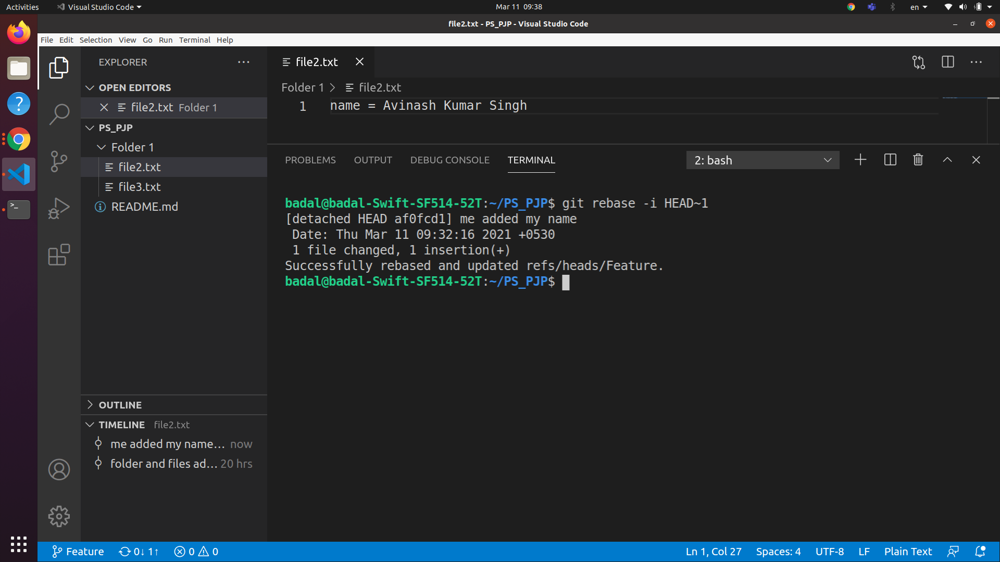 Activities
Visual Studio Code
Mar 11 09:38
en
file2.txt - PS_PJP - Visual Studio Code
File Edit Selection View Go Run Terminal Help
EXPLORER
OPEN EDITORS
file2.txt Folder 1
PS_PJP
Folder 1
file2.txt
file3.txt
README.md
OUTLINE
TIMELINE file2.txt
me added my name... now
folder and files ad... 20 hrs
file2.txt
Folder 1 > file2.txt
1 name = Avinash Kumar Singh
PROBLEMS OUTPUT DEBUG CONSOLE TERMINAL
2: bash
badal@badal-Swift-SF514-52T:~/PS_PJP$ git rebase -i HEAD~1
[detached HEAD af0fcd1] me added my name
Date: Thu Mar 11 09:32:16 2021 +0530
1 file changed, 1 insertion(+)
Successfully rebased and updated refs/heads/Feature.
badal@badal-Swift-SF514-52T:~/PS_PJP$
Feature 0↓ 1↑ 0 0
Ln 1, Col 27 Spaces: 4 UTF-8 LF Plain Text